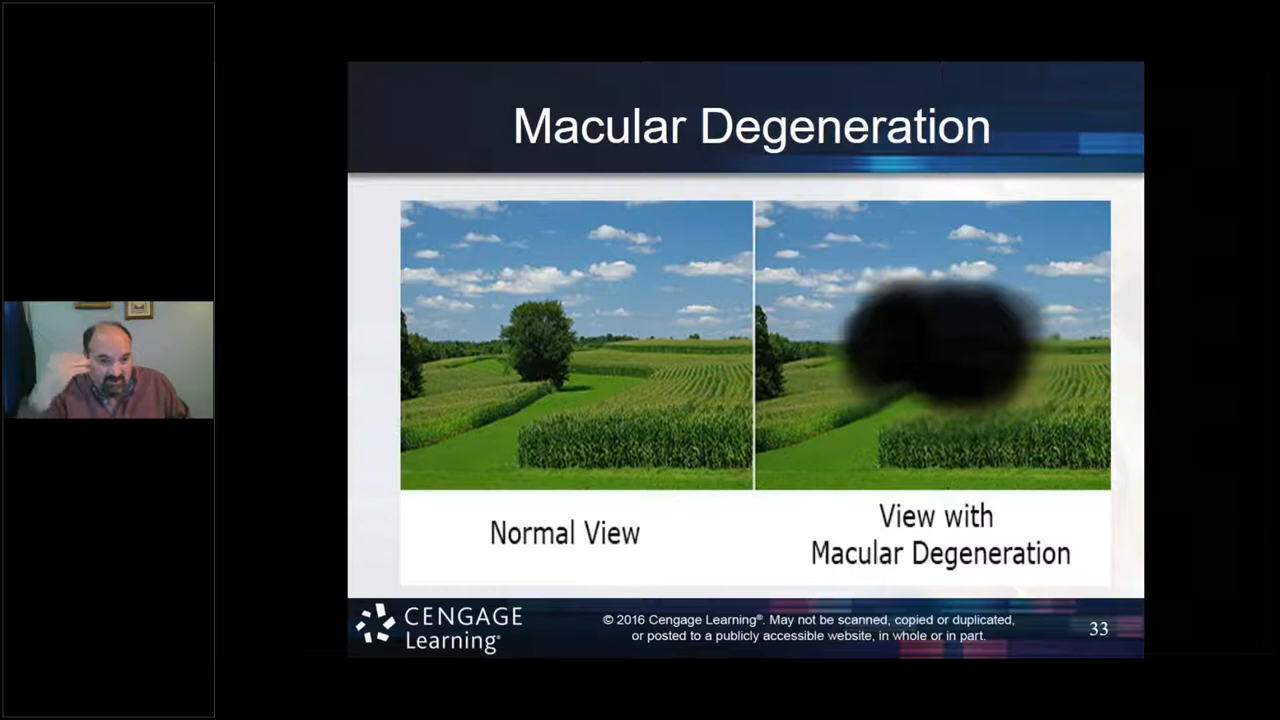 Macular Degeneration
Normal View
View with
Macular Degeneration
CENGAGE
Learning®
© 2016 Cengage Learning®. May not be scanned, copied or duplicated,
or posted to a publicly accessible website, in whole or in part.
33